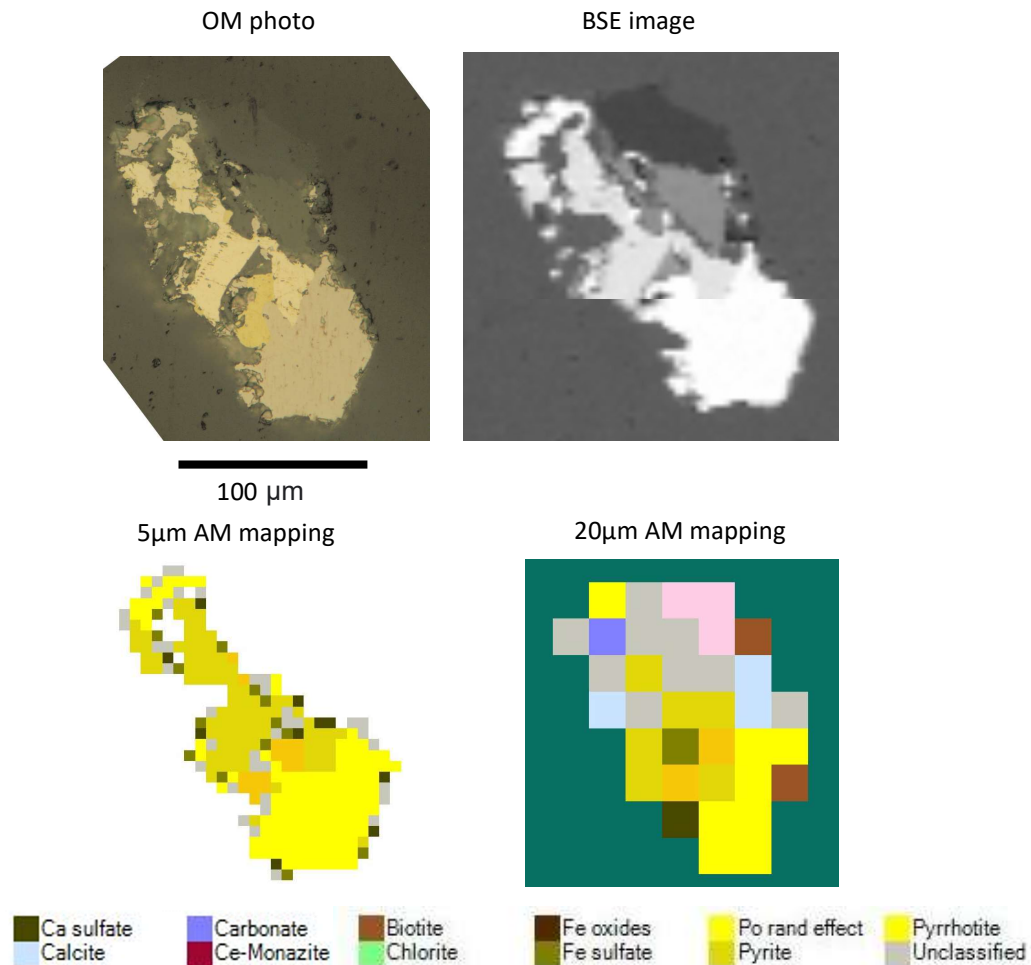 OM photo
BSE image
100 µm
5µm AM mapping
20µm AM mapping
Ca sulfate
Carbonate
Biotite
Fe oxides
Po rand effect
Pyrrhotite
Calcite
Ce-Monazite
Chlorite
Fe sulfate
Pyrite
Unclassified